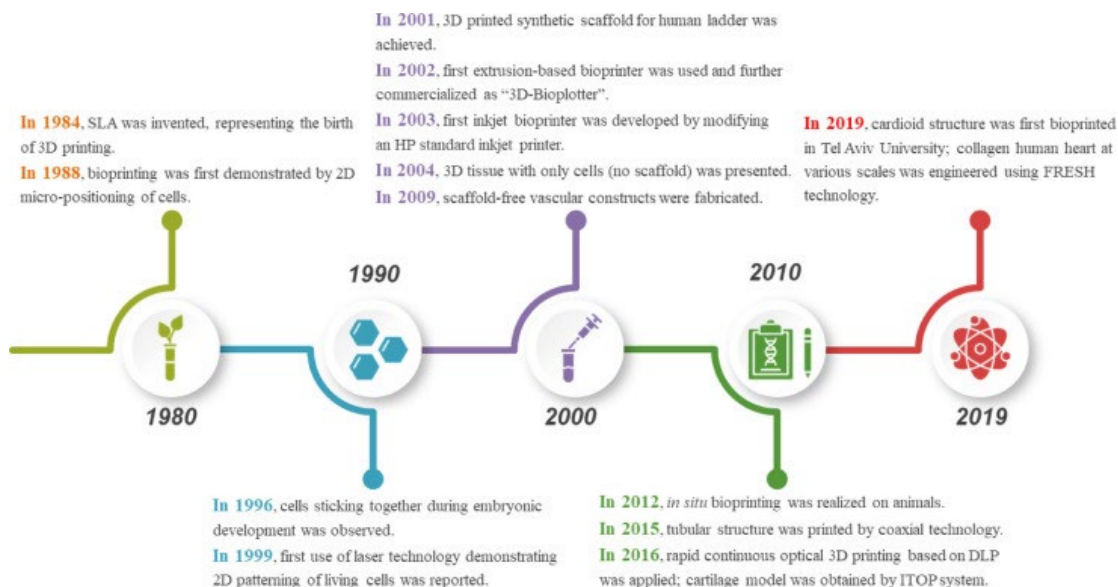 In 1984, SLA was invented, representing the birth
of 3D printing.
In 1988, bioprinting was first demonstrated by 2D
micro-positioning of cells.
In 2001, 3D printed synthetic scaffold for human ladder was
achieved.
In 2002, first extrusion-based bioprinter was used and further
commercialized as “3D-Bioplotter”.
In 2003, first inkjet bioprinter was developed by modifying
an HP standard inkjet printer.
In 2004, 3D tissue with only cells (no scaffold) was presented.
In 2009, scaffold-free vascular constructs were fabricated.
In 2019, cardioid structure was first bioprinted
in Tel Aviv University; collagen human heart at
various scales was engineered using FRESH
technology.
1990
2010
1980
2000
2019
In 1996, cells sticking together during embryonic
development was observed.
In 1999, first use of laser technology demonstrating
2D patterning of living cells was reported.
In 2012, in situ bioprinting was realized on animals.
In 2015, tubular structure was printed by coaxial technology.
In 2016, rapid continuous optical 3D printing based on DLP
was applied; cartilage model was obtained by ITOP system.